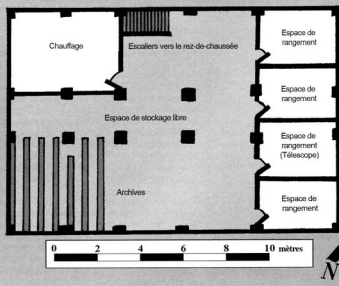 Chauffage
Escaliers vers le rez-de-chaussée
Espace de
rangement
Espace de
rangement
Espace de stockage libre
Espace de
rangement
(Télescope)
Archives
Espace de
rangement
0 2 4 6 8 10 mètres
N